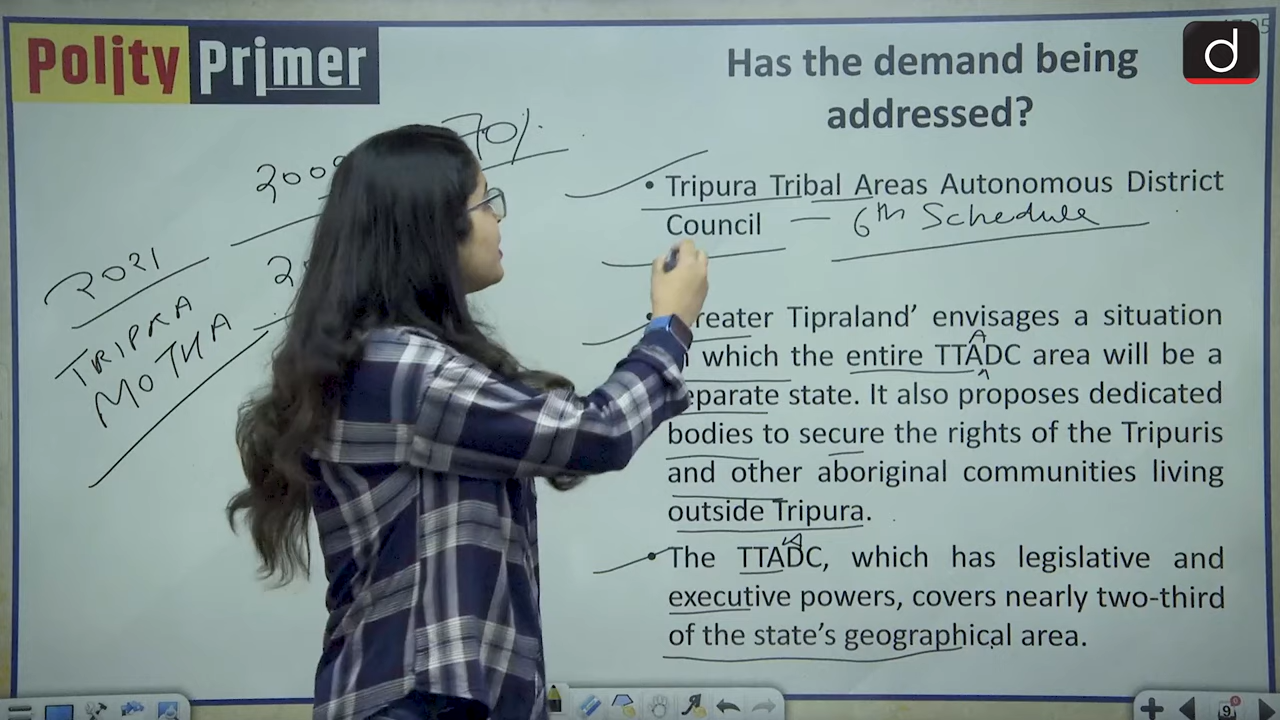 Polity Primer
d
Has the demand being
addressed?
70%
200
2021
TRIPRA
MOTHA
• Tripura Tribal Areas Autonomous District
Council — 6th Schedule
reater Tipraland’ envisages a situation
which the entire TTADC area will be a
A
eparate state. It also proposes dedicated
bodies to secure the rights of the Tripuris
and other aboriginal communities living
outside Tripura.
• The TTADC, which has legislative and
A
executive powers, covers nearly two-third
of the state’s geographical area.
9